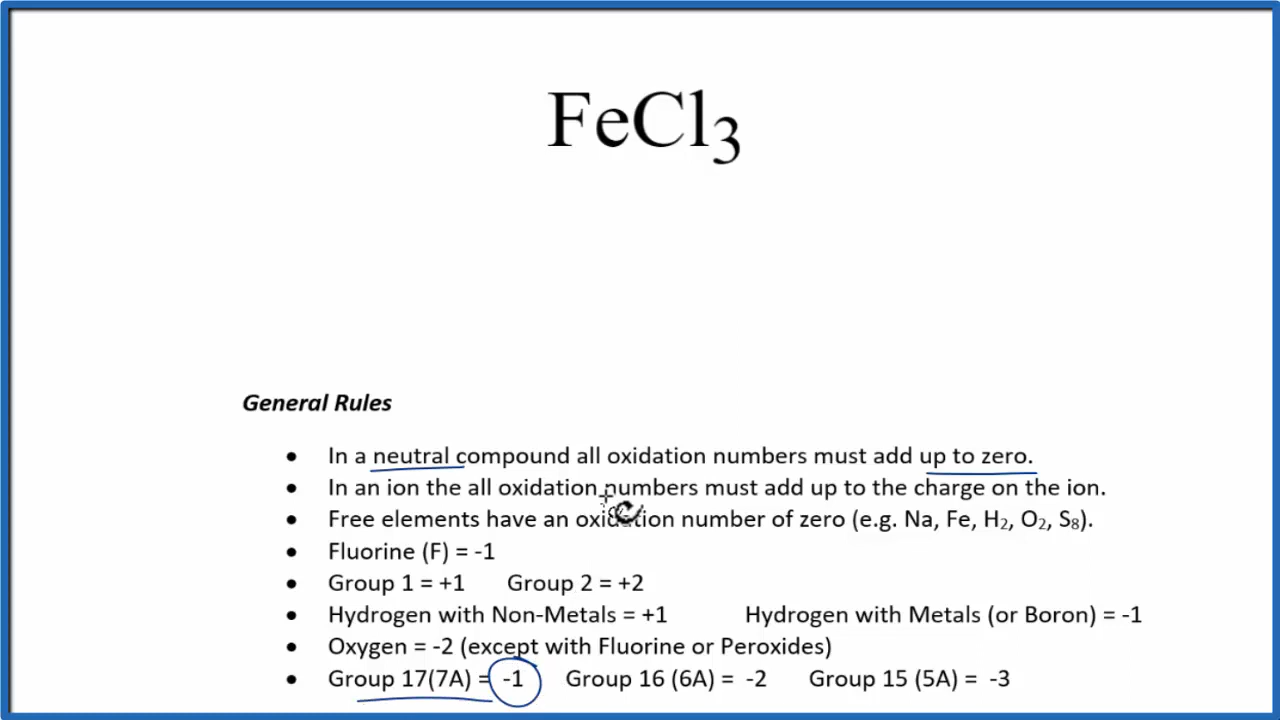 FeCl₃
General Rules
• In a neutral compound all oxidation numbers must add up to zero.
• In an ion the all oxidation numbers must add up to the charge on the ion.
• Free elements have an oxidation number of zero (e.g. Na, Fe, H₂, O₂, S₈).
• Fluorine (F) = -1
• Group 1 = +1 Group 2 = +2
• Hydrogen with Non-Metals = +1 Hydrogen with Metals (or Boron) = -1
• Oxygen = -2 (except with Fluorine or Peroxides)
• Group 17(7A) = -1 Group 16 (6A) = -2 Group 15 (5A) = -3